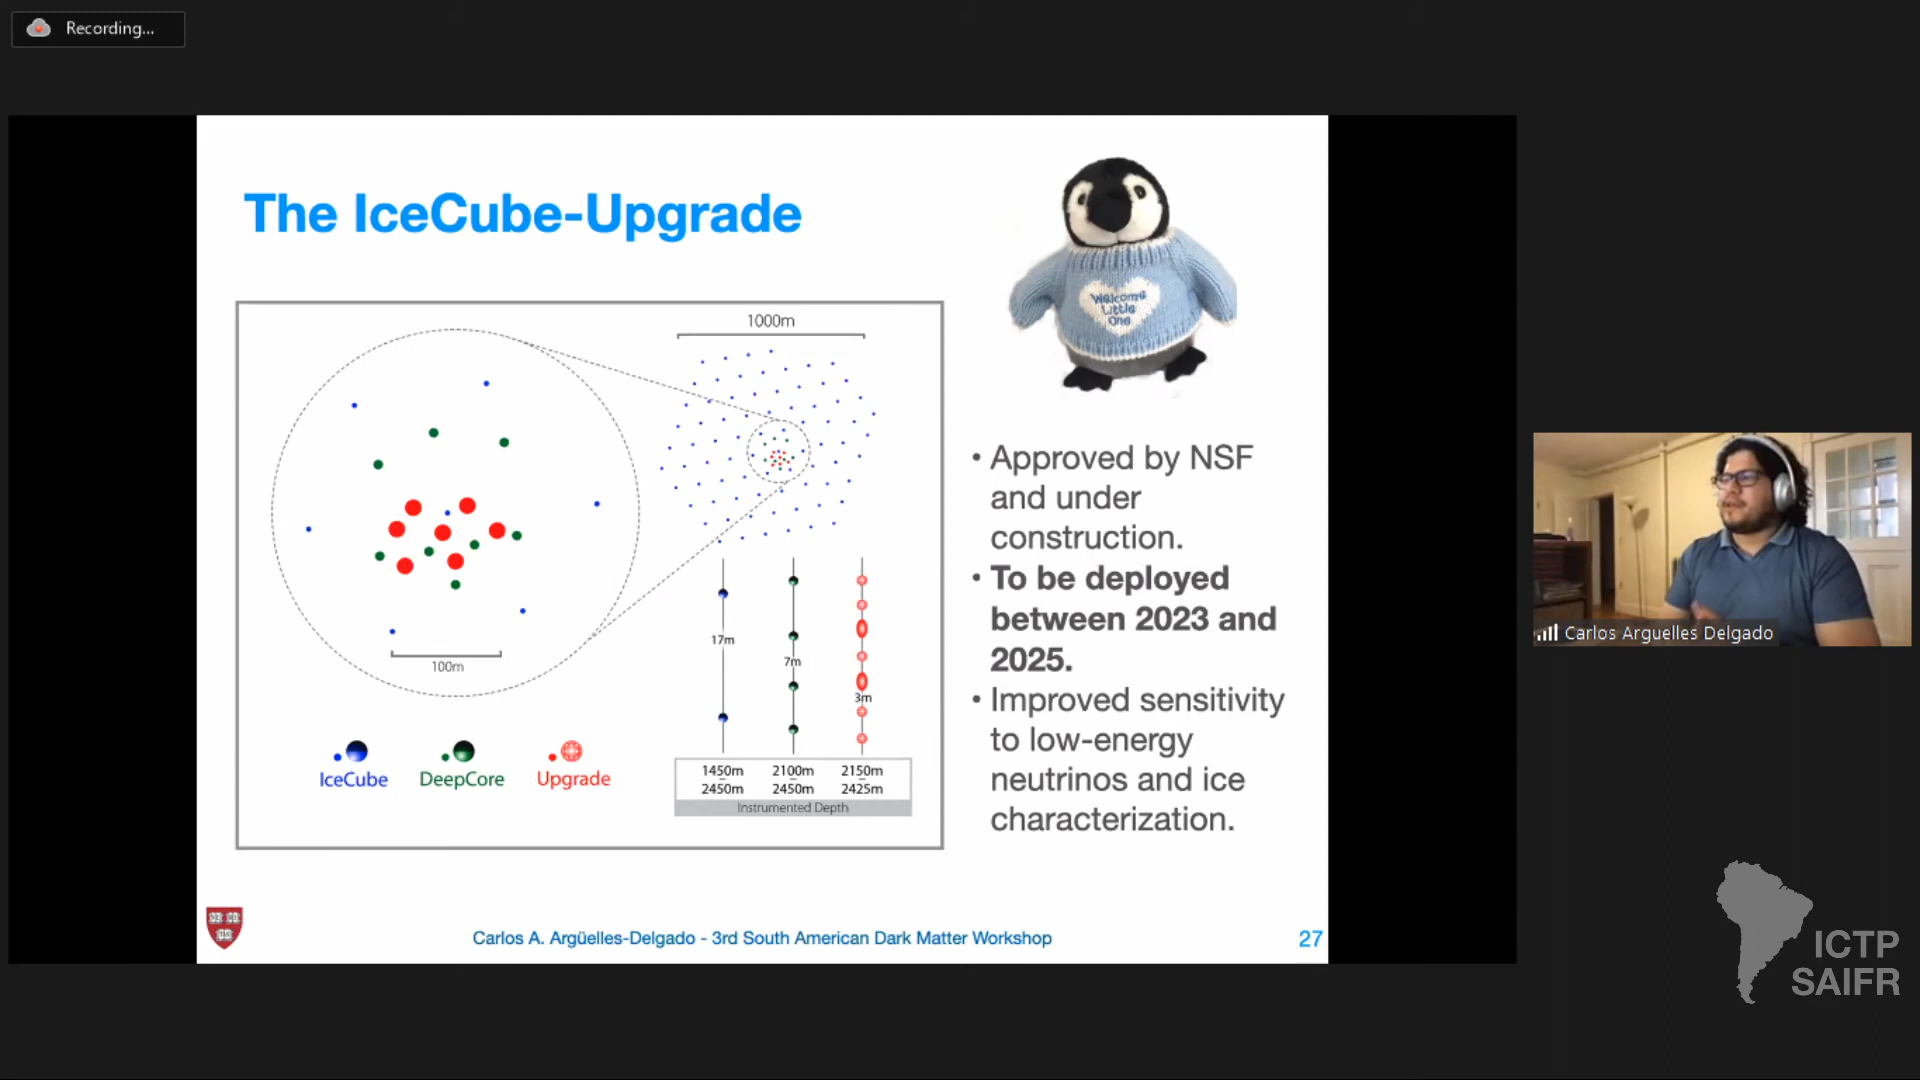 Recording...
The IceCube-Upgrade
Welcome
Little
One
1000m
100m
IceCube
DeepCore
Upgrade
17m
7m
3m
1450m 2100m 2150m
2450m 2450m 2425m
Instrumented Depth
• Approved by NSF
and under
construction.
• To be deployed
between 2023 and
2025.
• Improved sensitivity
to low-energy
neutrinos and ice
characterization.
Carlos A. Argüelles-Delgado - 3rd South American Dark Matter Workshop
27
Carlos Arguelles Delgado
ICTP
SAIFR